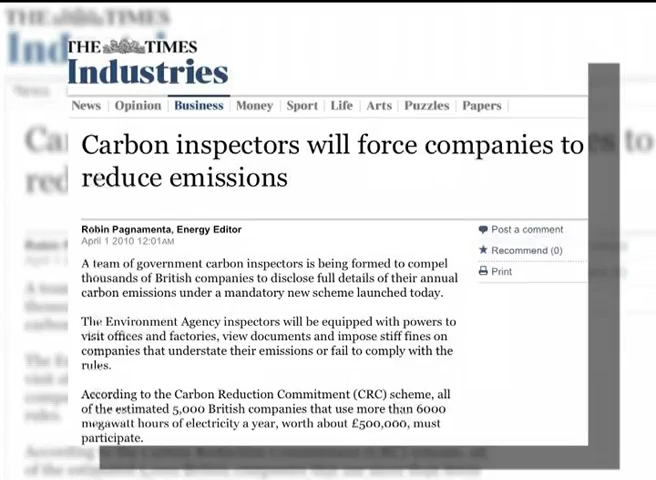 THE TIMES
Industries
News | Opinion | Business | Money | Sport | Life | Arts | Puzzles | Papers |
Carbon inspectors will force companies to
reduce emissions
Robin Pagnamenta, Energy Editor
April 1 2010 12:01AM
Post a comment
Recommend (0)
Print
A team of government carbon inspectors is being formed to compel
thousands of British companies to disclose full details of their annual
carbon emissions under a mandatory new scheme launched today.
The Environment Agency inspectors will be equipped with powers to
visit offices and factories, view documents and impose stiff fines on
companies that understate their emissions or fail to comply with the
rules.
According to the Carbon Reduction Commitment (CRC) scheme, all
of the estimated 5,000 British companies that use more than 6000
megawatt hours of electricity a year, worth about £500,000, must
participate.